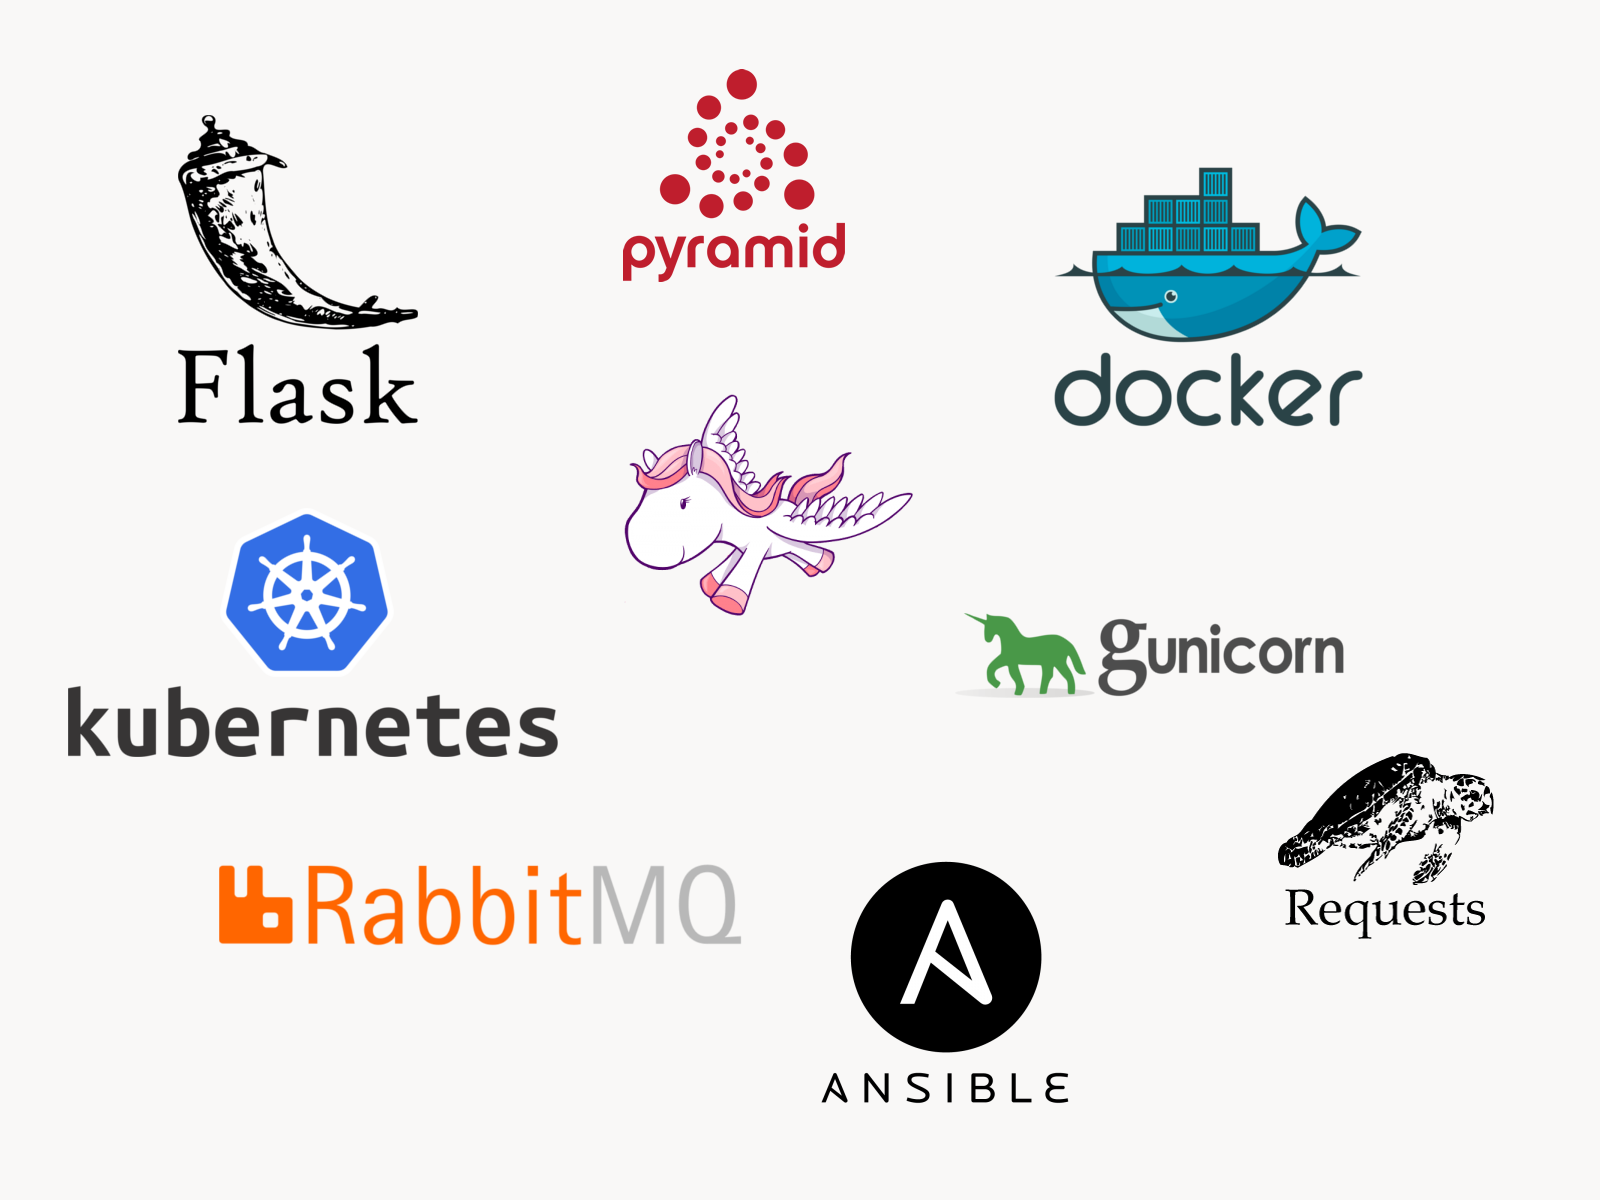 pyramid
Flask
docker
kubernetes
gunicorn
RabbitMQ
Requests
ANSIBLE